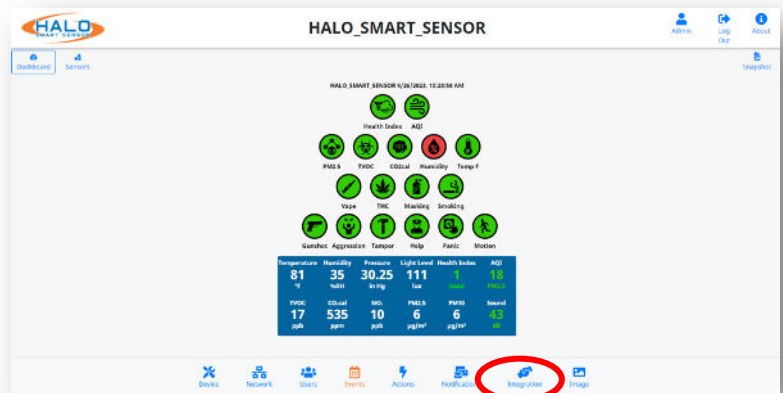 HALO
SMART SENSOR
HALO_SMART_SENSOR
Admin
Log Out
About
Dashboard
Sensors
Snapshot
HALO_SMART_SENSOR 9/26/2023, 10:28:58 AM
Health Index AQI
PM2.5 TVOC CO2cal Humidity Temp F
Vape THC Masking Smoking
Gunshot Aggression Tamper Help Panic Motion
Temperature Humidity Pressure Light Level Health Index AQI
81 35 30.25 111 1 18
°F %RH in Hg lux Level PM2.5
TVOC CO₂cal NO₂ PM2.5 PM10 Sound
17 535 10 6 6 43
ppb ppm ppb µg/m³ µg/m³ dB
Device Network Users Events Actions Notification Integration Image